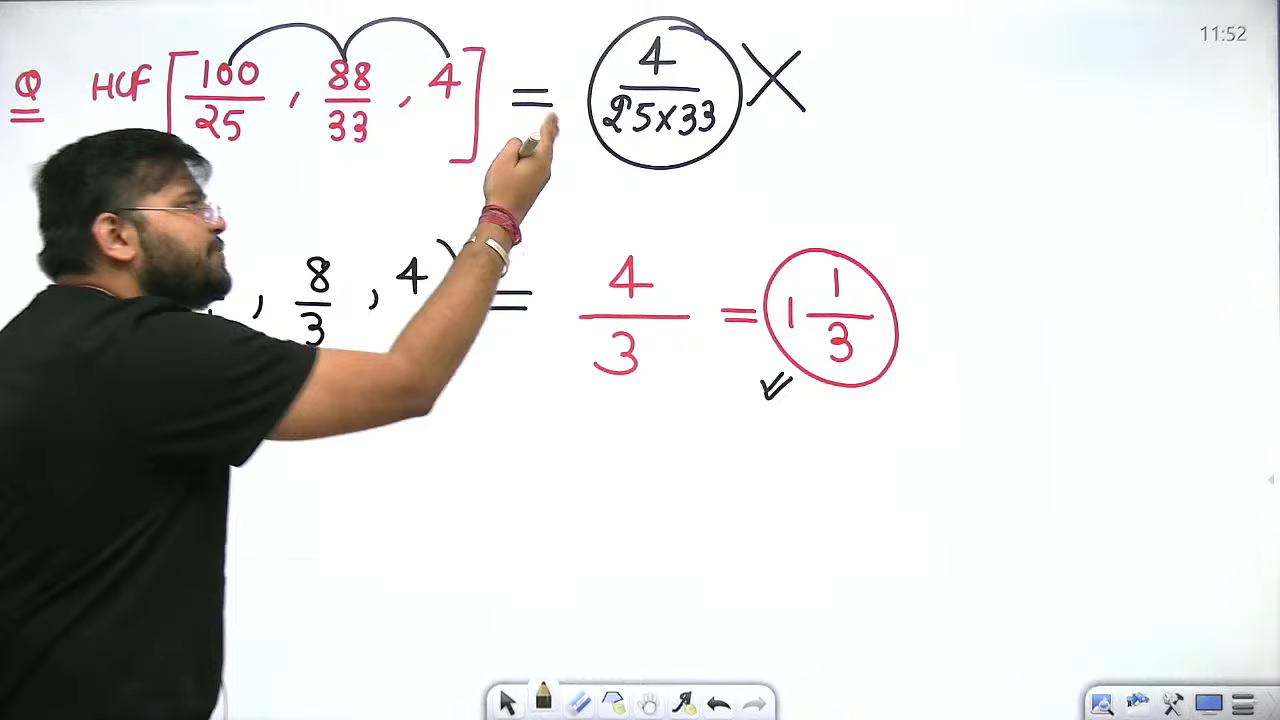 11:52
Q HCF [ 100/25 , 88/33 , 4 ] = 4/(25×33) ×
, 8/3 , 4 ) = 4/3 = 1 1/3